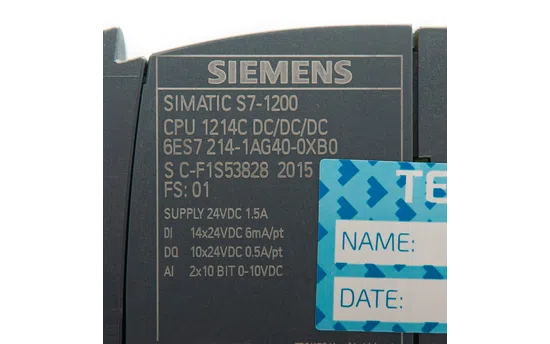 SIEMENS
SIMATIC S7-1200
CPU 1214C DC/DC/DC
6ES7 214-1AG40-0XB0
S C-F1S53828 2015
FS: 01
SUPPLY 24VDC 1.5A
DI 14x24VDC 6mA/pt
DQ 10x24VDC 0.5A/pt
AI 2x10 BIT 0-10VDC
NAME:
DATE: